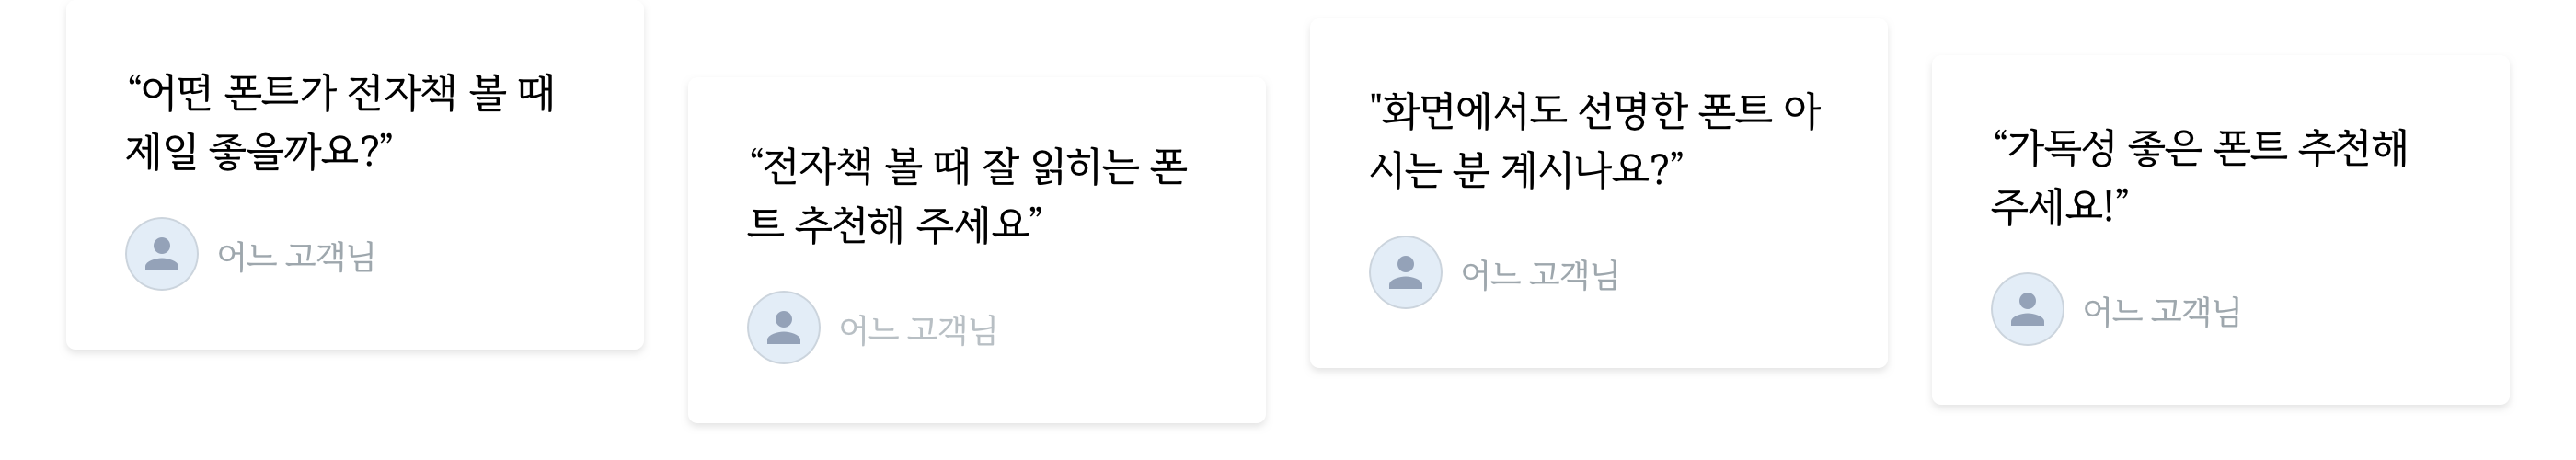 “어떤 폰트가 전자책 볼 때
제일 좋을까요?”
어느 고객님
“전자책 볼 때 잘 읽히는 폰
트 추천해 주세요”
어느 고객님
"화면에서도 선명한 폰트 아
시는 분 계시나요?”
어느 고객님
“가독성 좋은 폰트 추천해
주세요!”
어느 고객님